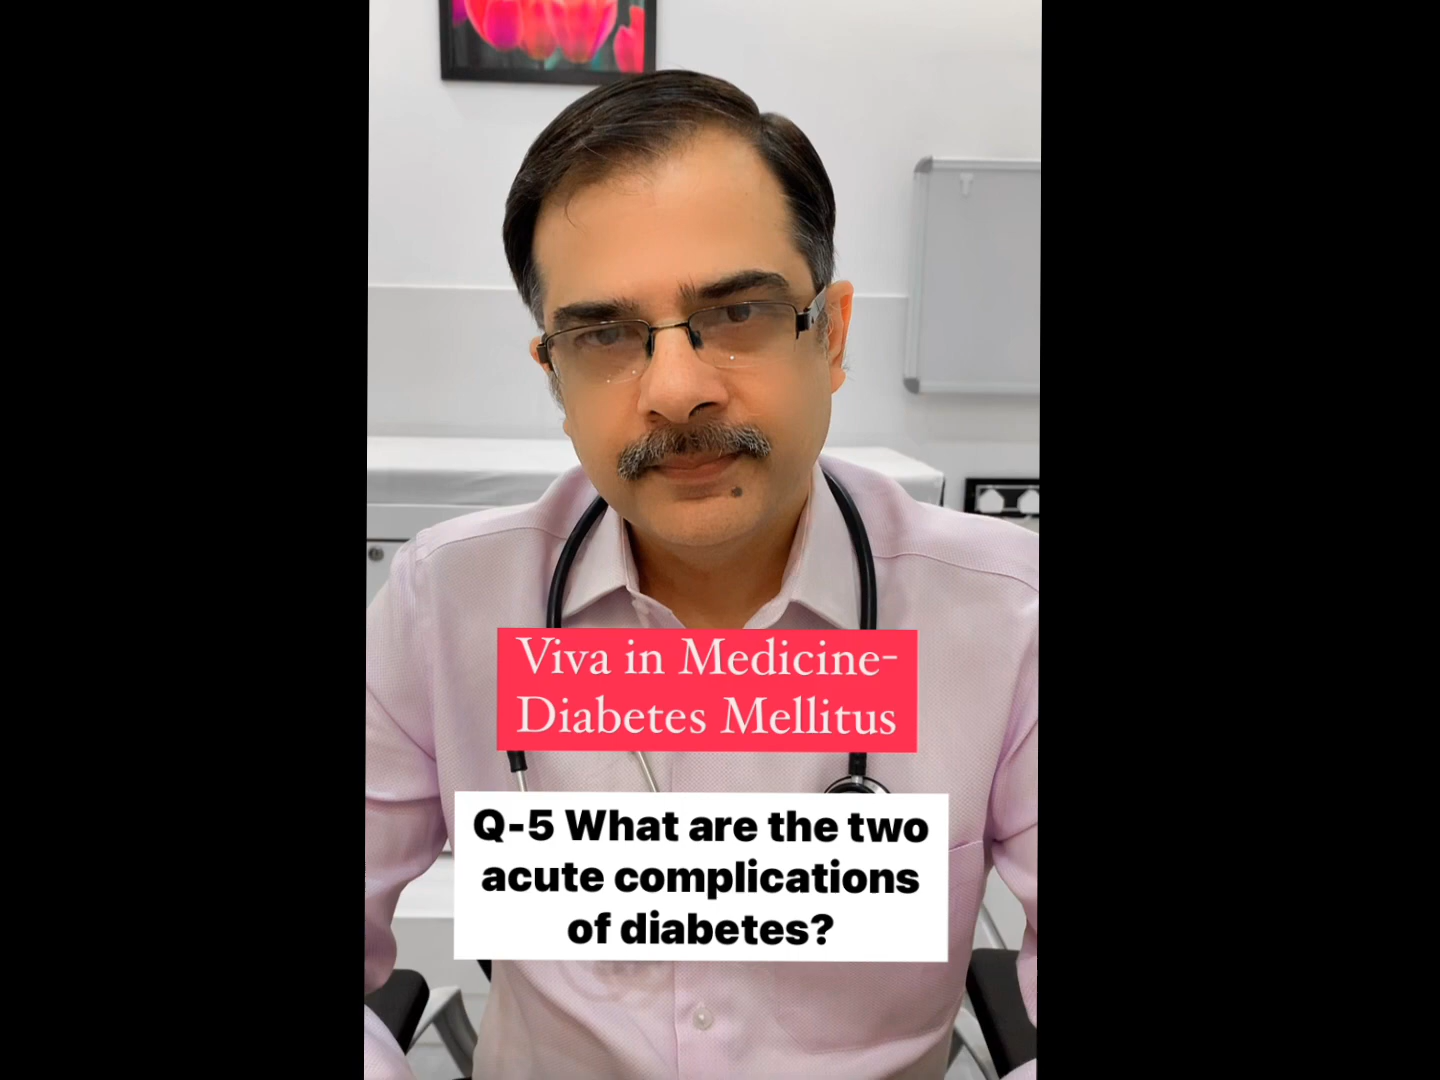 Viva in Medicine-
Diabetes Mellitus
Q-5 What are the two
acute complications
of diabetes?